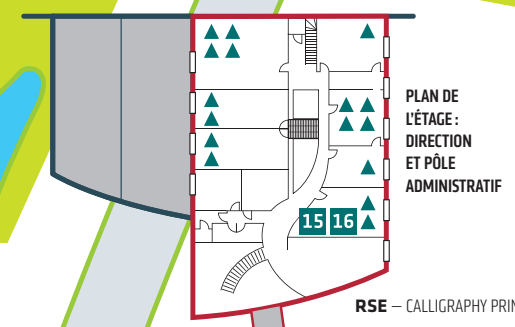 PLAN DE
L'ÉTAGE :
DIRECTION
ET PÔLE
ADMINISTRATIF
15 16
RSE – CALLIGRAPHY PRIN